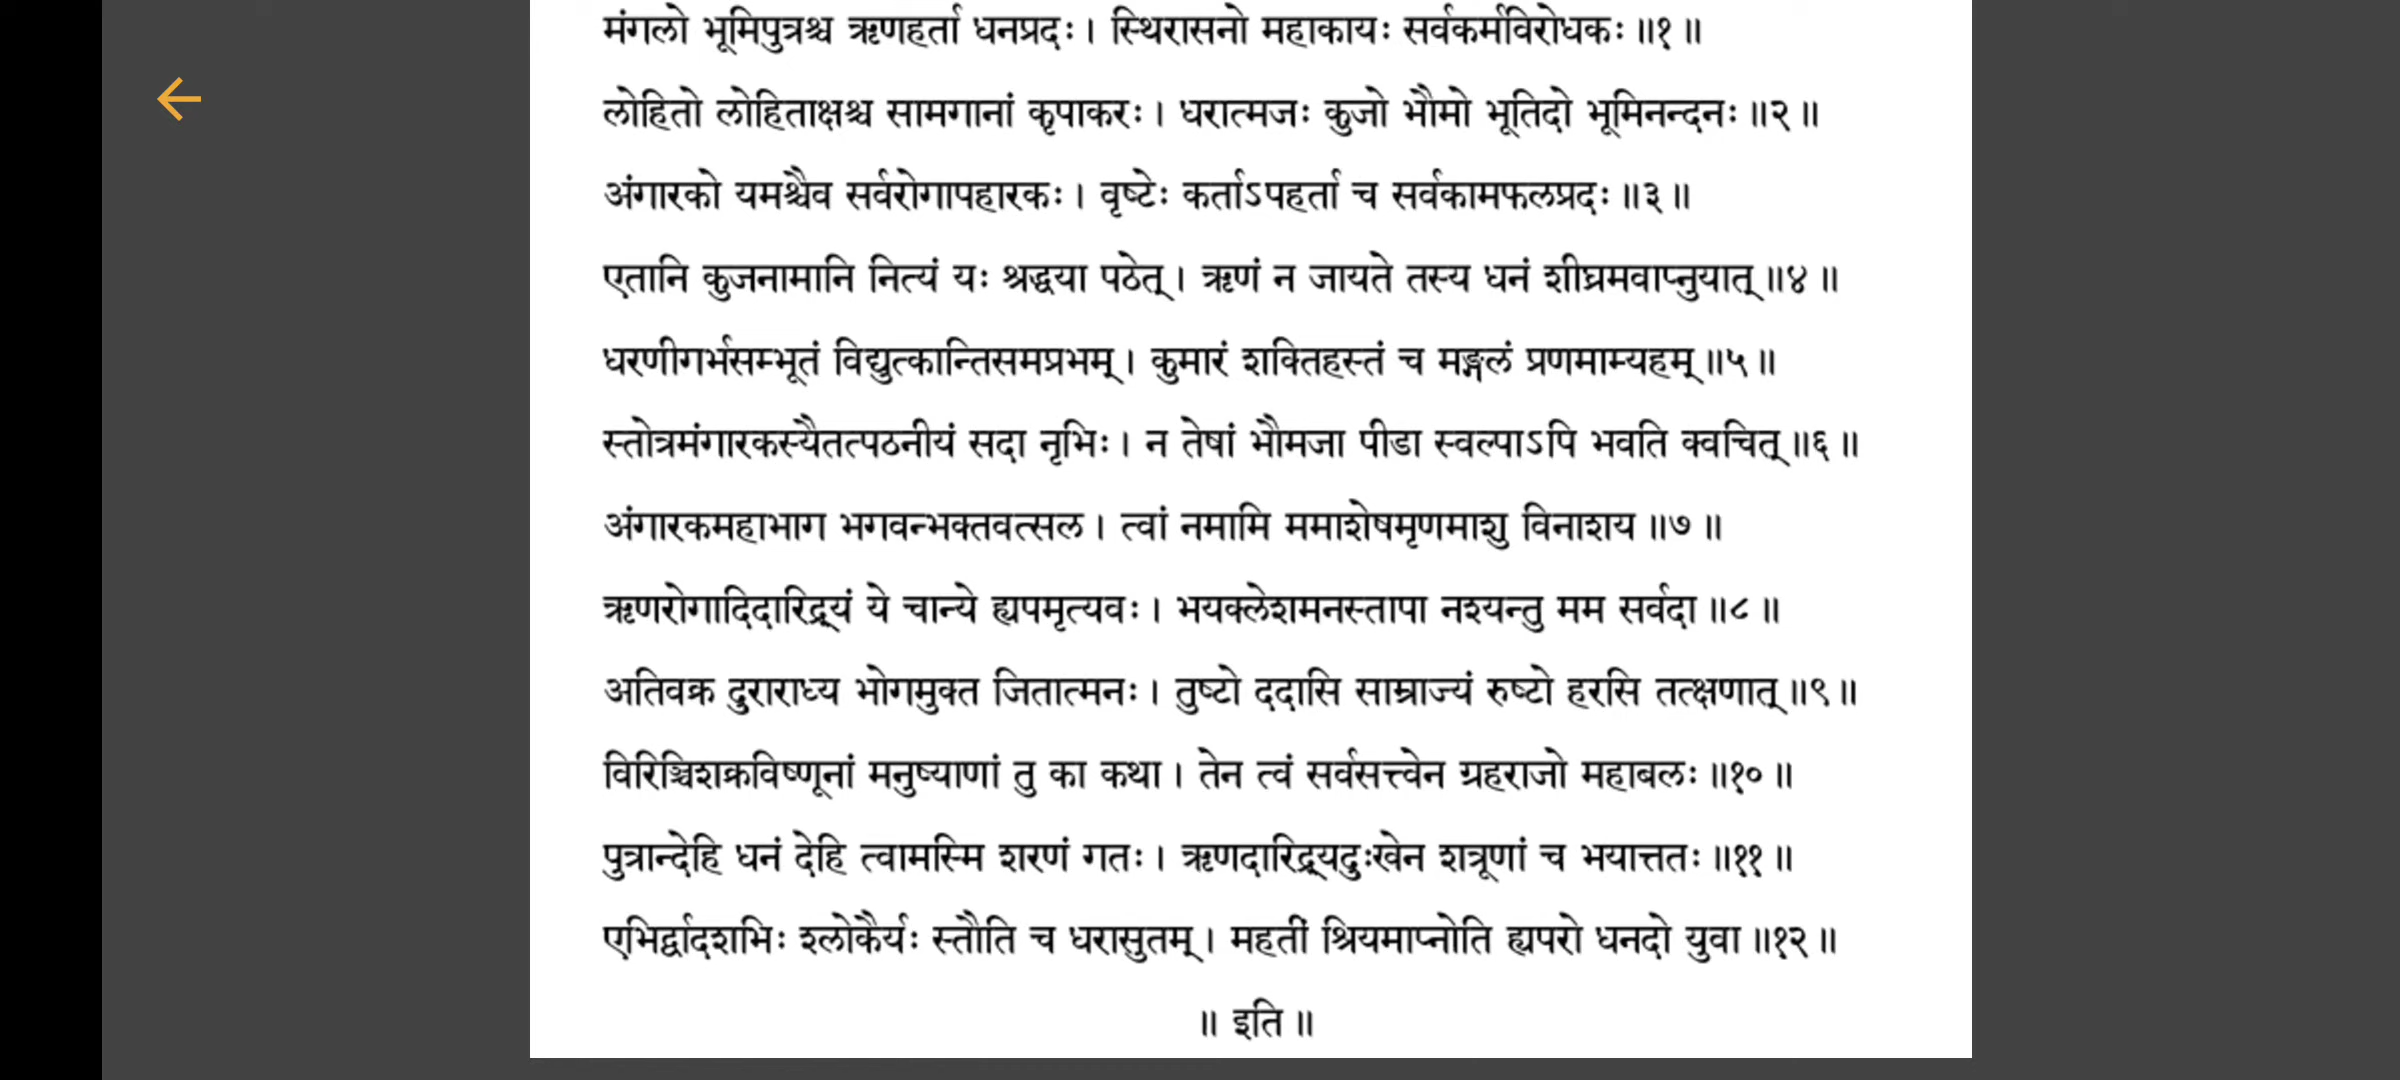 मंगलो भूमिपुत्रश्च ऋणहर्ता धनप्रदः। स्थिरासनो महाकायः सर्वकर्मविरोधकः॥१॥
लोहितो लोहिताक्षश्च सामगानां कृपाकरः। धरात्मजः कुजो भौमो भूतिदो भूमिनन्दनः॥२॥
अंगारको यमश्चैव सर्वरोगापहारकः। वृष्टेः कर्ताऽपहर्ता च सर्वकामफलप्रदः॥३॥
एतानि कुजनामानि नित्यं यः श्रद्धया पठेत्। ऋणं न जायते तस्य धनं शीघ्रमवाप्नुयात्॥४॥
धरणीगर्भसम्भूतं विद्युत्कान्तिसमप्रभम्। कुमारं शक्तिहस्तं च मङ्गलं प्रणमाम्यहम्॥५॥
स्तोत्रमंगारकस्यैतत्पठनीयं सदा नृभिः। न तेषां भौमजा पीडा स्वल्पाऽपि भवति क्वचित्॥६॥
अंगारकमहाभाग भगवन्भक्तवत्सल। त्वां नमामि ममाशेषमृणमाशु विनाशय॥७॥
ऋणरोगादिदारिद्र्यं ये चान्ये ह्यपमृत्यवः। भयक्लेशमनस्तापा नश्यन्तु मम सर्वदा॥८॥
अतिवक्र दुराराध्य भोगमुक्त जितात्मनः। तुष्टो ददासि साम्राज्यं रुष्टो हरसि तत्क्षणात्॥९॥
विरिञ्चिशक्रविष्णूनां मनुष्याणां तु का कथा। तेन त्वं सर्वसत्त्वेन ग्रहराजो महाबलः॥१०॥
पुत्रान्देहि धनं देहि त्वामस्मि शरणं गतः। ऋणदारिद्र्यदुःखेन शत्रूणां च भयात्ततः॥११॥
एभिर्द्वादशभिः श्लोकैर्यः स्तौति च धरासुतम्। महतीं श्रियमाप्नोति ह्यपरो धनदो युवा॥१२॥
॥ इति ॥